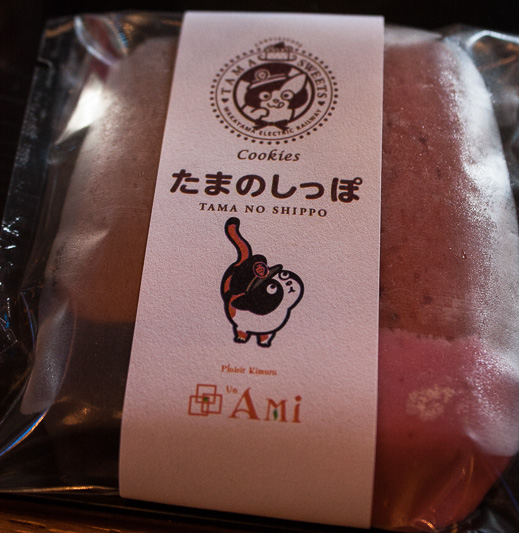 TAMA SWEETS
WAKAYAMA ELECTRIC RAILWAY
Cookies
たまのしっぽ
TAMA NO SHIPPO
Plaisir Kimura
Un
AMi